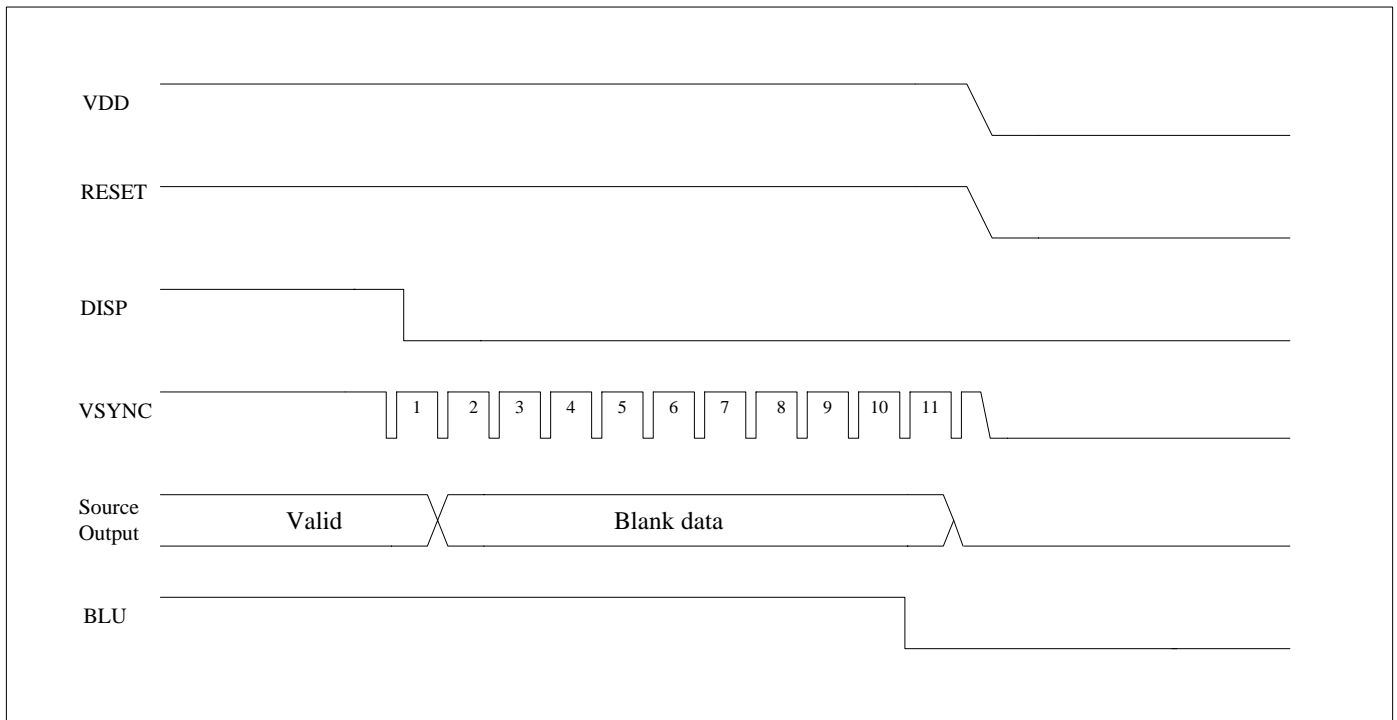 VDD
RESET
DISP
VSYNC
1 2 3 4 5 6 7 8 9 10 11
Source
Output
Valid
Blank data
BLU